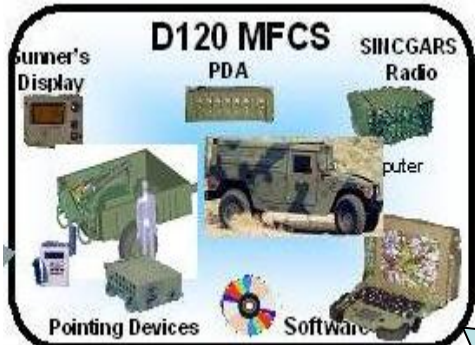 D120 MFCS
SINCGARS
Radio
unner's
Display
PDA
puter
Pointing Devices
Software